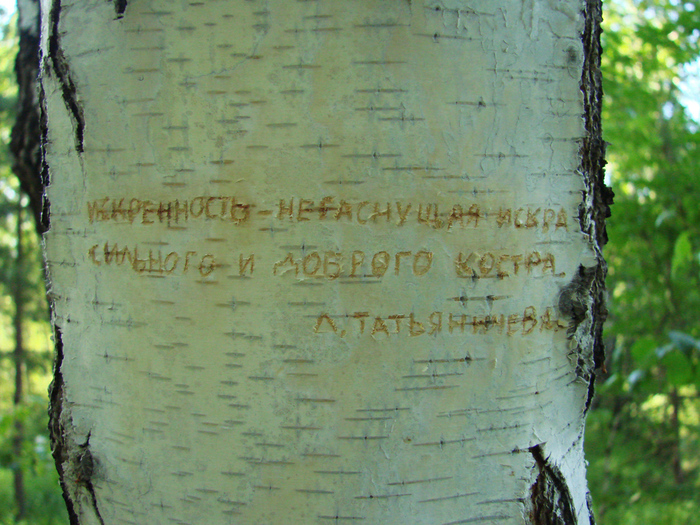 ИСКРЕННОСТЬ - НЕГАСНУЩАЯ ИСКРА
СИЛЬНОГО И ДОБРОГО КОСТРА.
Л. ТАТЬЯНИЧЕВА.